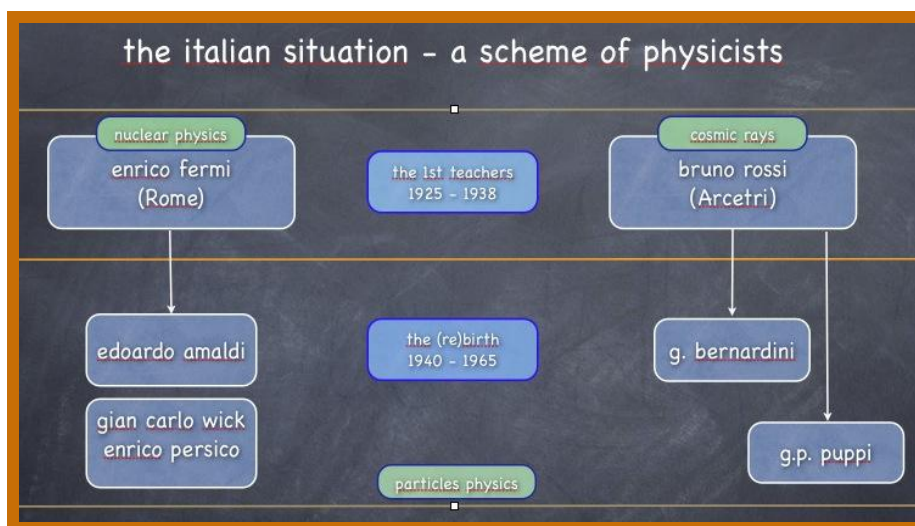 the italian situation - a scheme of physicists
nuclear physics
enrico fermi
(Rome)
the 1st teachers
1925 - 1938
cosmic rays
bruno rossi
(Arcetri)
edoardo amaldi
the (re)birth
1940 - 1965
g. bernardini
gian carlo wick
enrico persico
g.p. puppi
particles physics